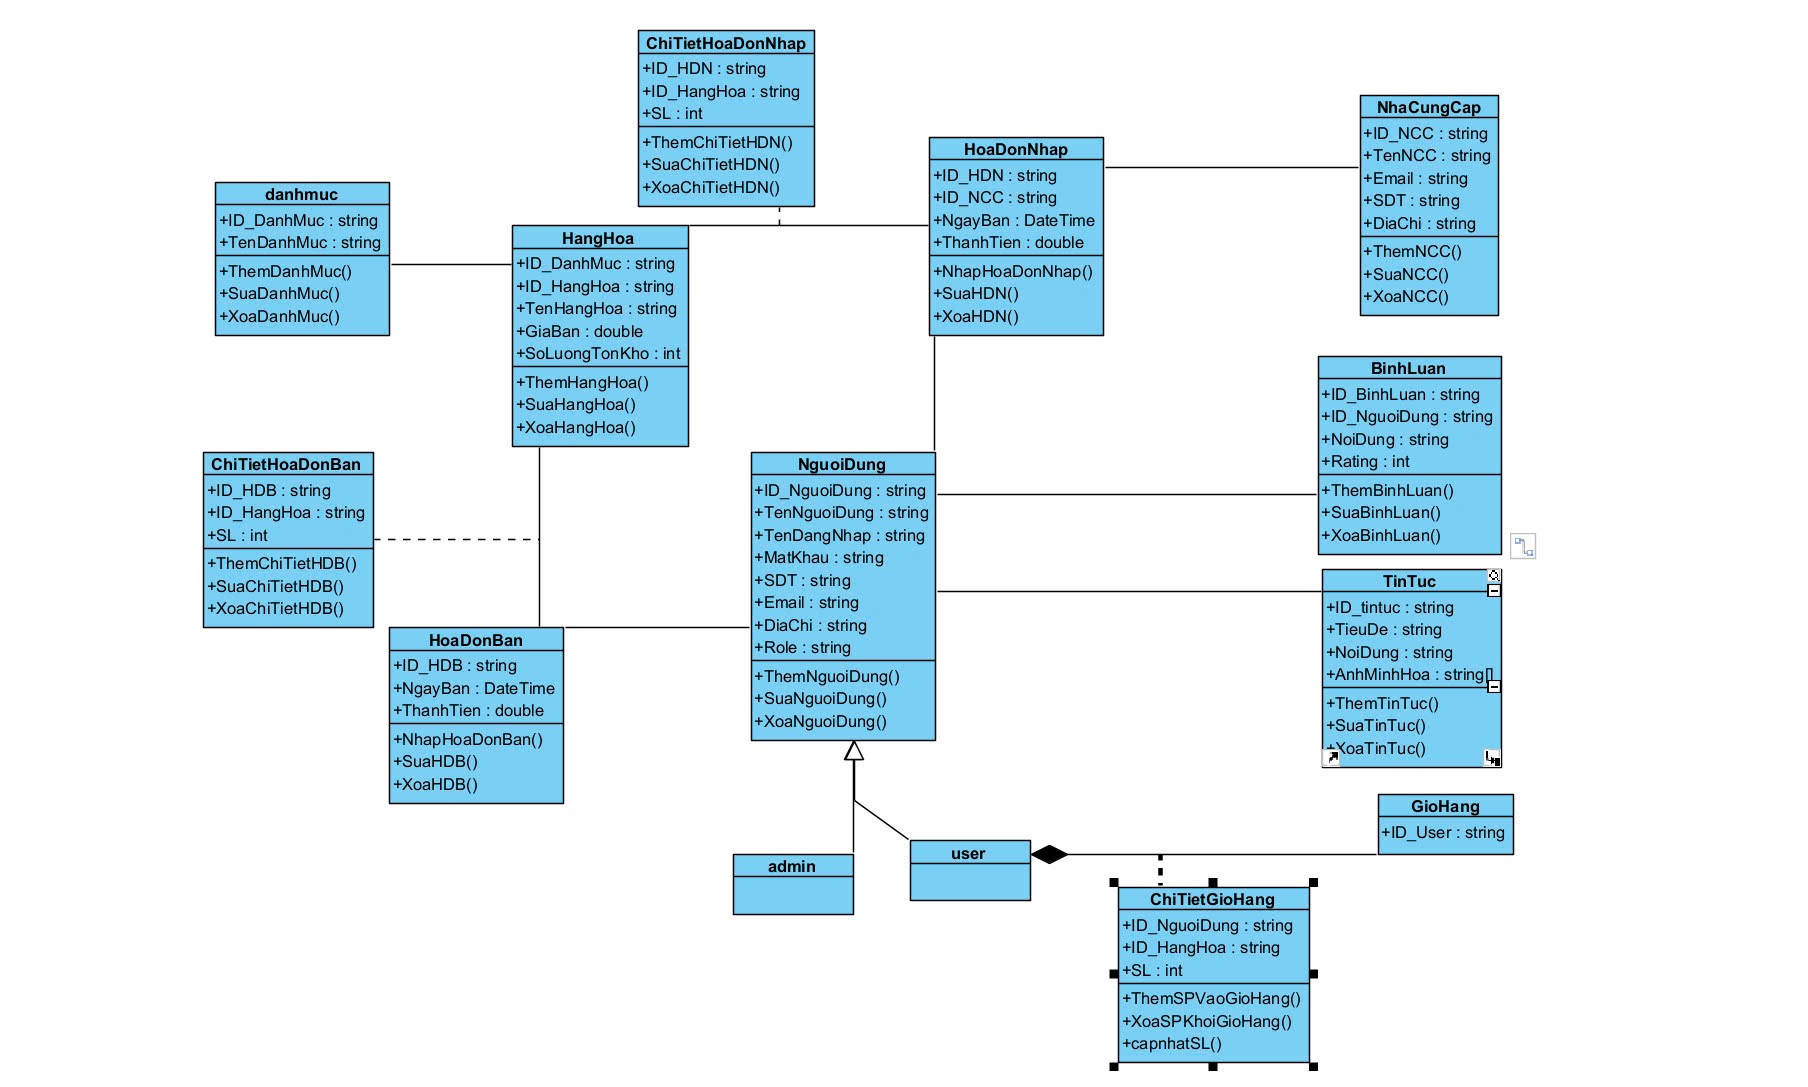 ChiTietHoaDonNhap
+ID_HDN : string
+ID_HangHoa : string
+SL : int
+ThemChiTietHDN()
+SuaChiTietHDN()
+XoaChiTietHDN()
NhaCungCap
+ID_NCC : string
+TenNCC : string
+Email : string
+SDT : string
+DiaChi : string
+ThemNCC()
+SuaNCC()
+XoaNCC()
HoaDonNhap
+ID_HDN : string
+ID_NCC : string
+NgayBan : DateTime
+ThanhTien : double
+NhapHoaDonNhap()
+SuaHDN()
+XoaHDN()
danhmuc
+ID_DanhMuc : string
+TenDanhMuc : string
+ThemDanhMuc()
+SuaDanhMuc()
+XoaDanhMuc()
HangHoa
+ID_DanhMuc : string
+ID_HangHoa : string
+TenHangHoa : string
+GiaBan : double
+SoLuongTonKho : int
+ThemHangHoa()
+SuaHangHoa()
+XoaHangHoa()
BinhLuan
+ID_BinhLuan : string
+ID_NguoiDung : string
+NoiDung : string
+Rating : int
+ThemBinhLuan()
+SuaBinhLuan()
+XoaBinhLuan()
ChiTietHoaDonBan
+ID_HDB : string
+ID_HangHoa : string
+SL : int
+ThemChiTietHDB()
+SuaChiTietHDB()
+XoaChiTietHDB()
NguoiDung
+ID_NguoiDung : string
+TenNguoiDung : string
+TenDangNhap : string
+MatKhau : string
+SDT : string
+Email : string
+DiaChi : string
+Role : string
+ThemNguoiDung()
+SuaNguoiDung()
+XoaNguoiDung()
TinTuc
+ID_tintuc : string
+TieuDe : string
+NoiDung : string
+AnhMinhHoa : string[]
+ThemTinTuc()
+SuaTinTuc()
+XoaTinTuc()
HoaDonBan
+ID_HDB : string
+NgayBan : DateTime
+ThanhTien : double
+NhapHoaDonBan()
+SuaHDB()
+XoaHDB()
GioHang
+ID_User : string
user
admin
ChiTietGioHang
+ID_NguoiDung : string
+ID_HangHoa : string
+SL : int
+ThemSPVaoGioHang()
+XoaSPKhoiGioHang()
+capnhatSL()